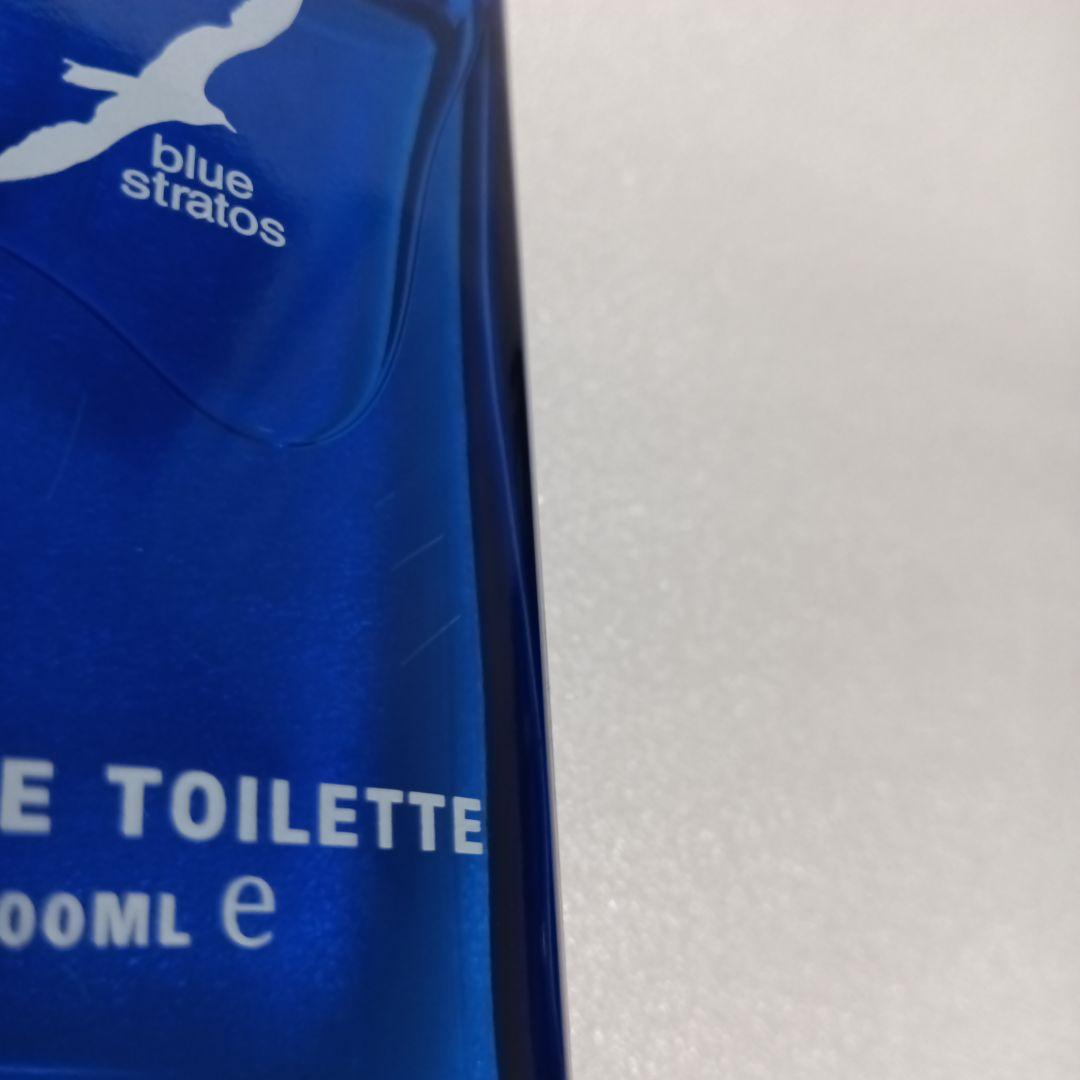 blue
stratos
E TOILETTE
00ML e